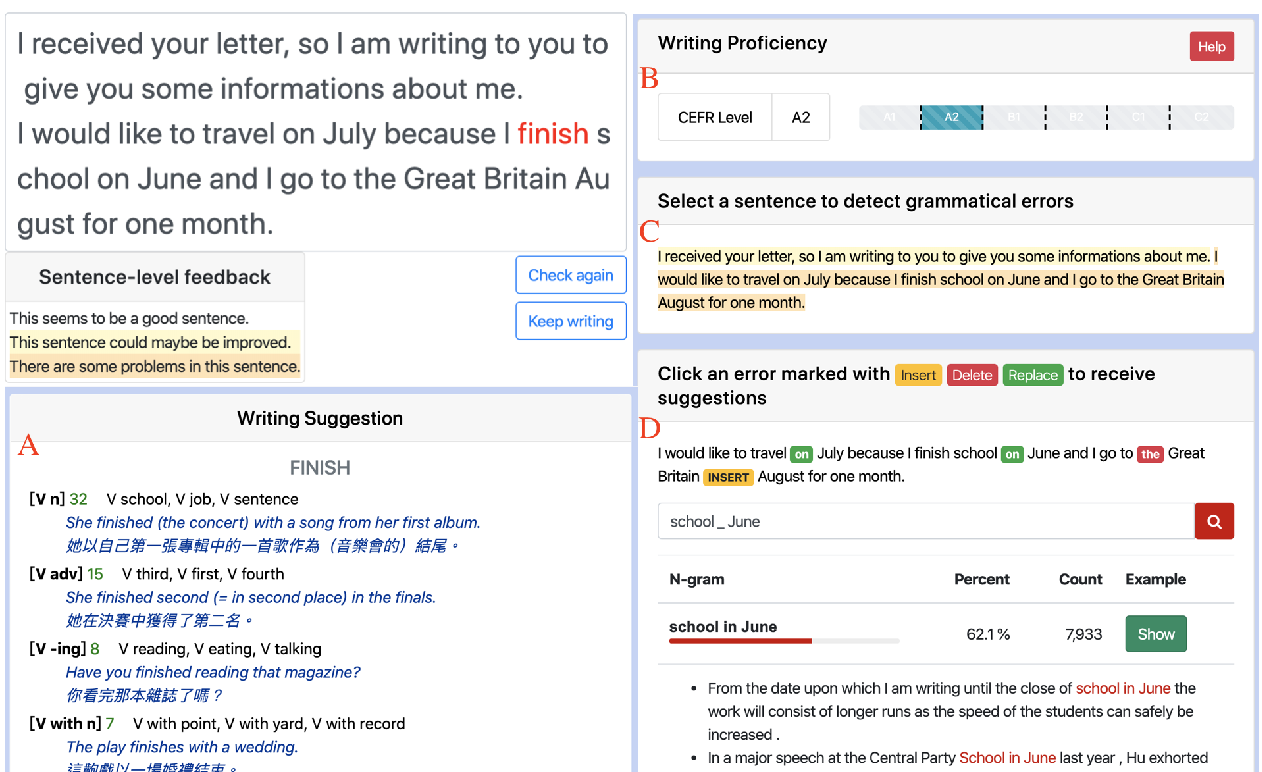 I received your letter, so I am writing to you to
give you some informations about me.
I would like to travel on July because I finish s
chool on June and I go to the Great Britain Au
gust for one month.
Sentence-level feedback
This seems to be a good sentence.
This sentence could maybe be improved.
There are some problems in this sentence.
Check again
Keep writing
Writing Suggestion
A
FINISH
[V n] 32 V school, V job, V sentence
She finished (the concert) with a song from her first album.
她以自己第一張專輯中的一首歌作為（音樂會的）結尾。
[V adv] 15 V third, V first, V fourth
She finished second (= in second place) in the finals.
她在決賽中獲得了第二名。
[V -ing] 8 V reading, V eating, V talking
Have you finished reading that magazine?
你看完那本雜誌了嗎？
[V with n] 7 V with point, V with yard, V with record
The play finishes with a wedding.
這齣戲以一場婚禮結束。
Writing Proficiency
Help
B
CEFR Level A2
A1 A2 B1 B2 C1 C2
Select a sentence to detect grammatical errors
C
I received your letter, so I am writing to you to give you some informations about me. I
would like to travel on July because I finish school on June and I go to the Great Britain
August for one month.
Click an error marked with Insert Delete Replace to receive
suggestions
D
I would like to travel on July because I finish school on June and I go to the Great
Britain INSERT August for one month.
school _ June
N-gram Percent Count Example
school in June 62.1 % 7,933 Show
• From the date upon which I am writing until the close of school in June the
work will consist of longer runs as the speed of the students can safely be
increased .
• In a major speech at the Central Party School in June last year , Hu exhorted